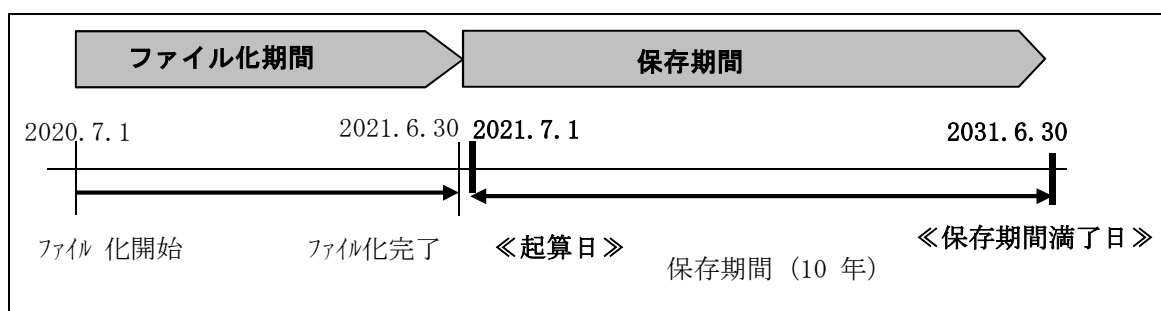 ファイル化期間 保存期間
2020.7.1 2021.6.30 2021.7.1 2031.6.30
ﾌｧｲﾙ 化開始 ﾌｧｲﾙ化完了 ≪起算日≫ ≪保存期間満了日≫
保存期間 (10 年)